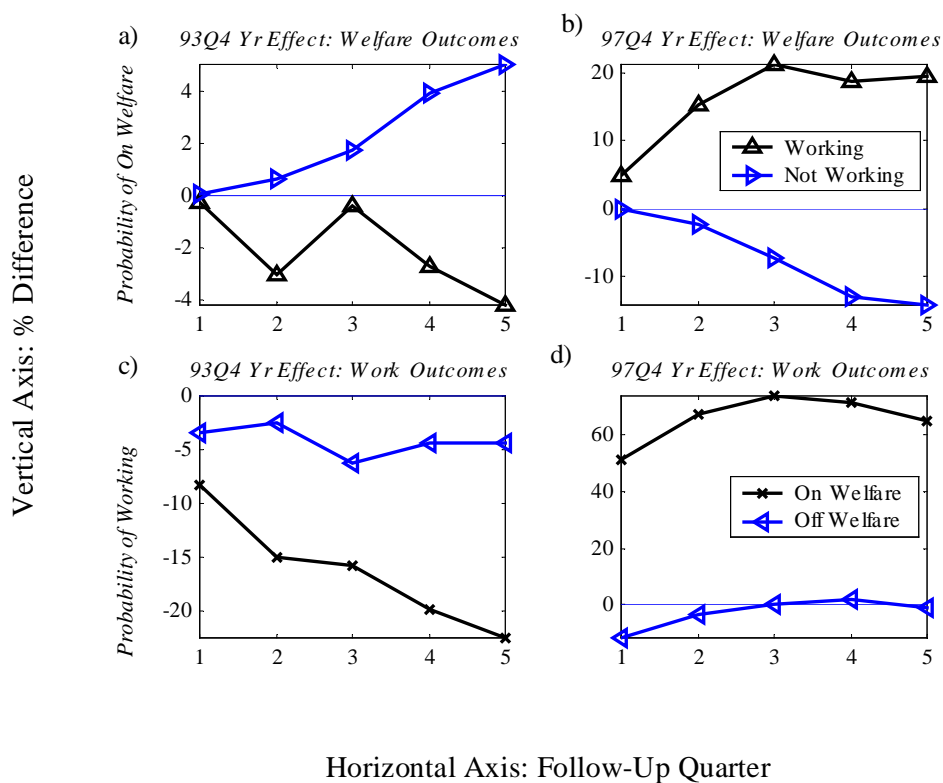 a)
93Q4 Yr Effect: Welfare Outcomes
Vertical Axis: % Difference
Probability of On Welfare
4
2
0
-2
-4
1 2 3 4 5
b)
97Q4 Yr Effect: Welfare Outcomes
20
10
0
-10
Working
Not Working
1 2 3 4 5
c)
93Q4 Yr Effect: Work Outcomes
Probability of Working
0
-5
-10
-15
-20
1 2 3 4 5
d)
97Q4 Yr Effect: Work Outcomes
60
40
20
0
On Welfare
Off Welfare
1 2 3 4 5
Horizontal Axis: Follow-Up Quarter